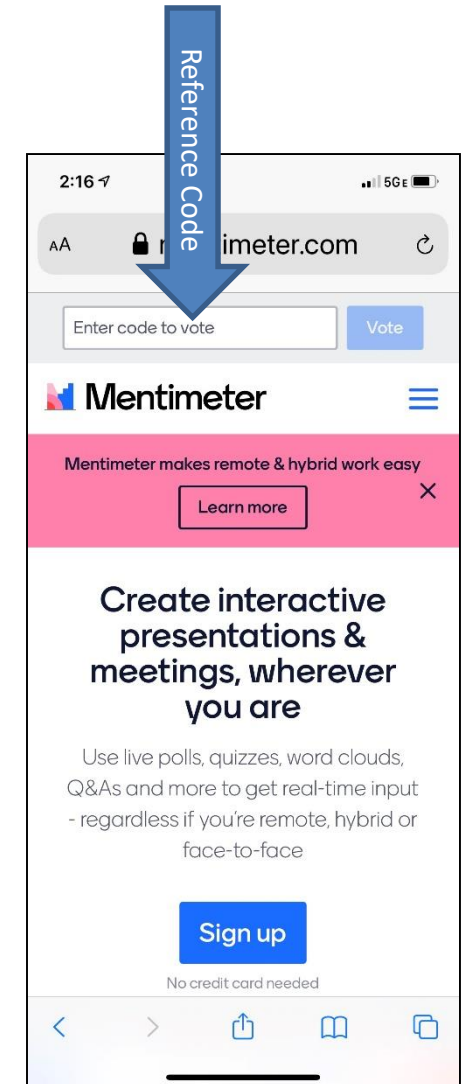 Reference Code
2:16
5GE
AA imeter.com
Enter code to vote Vote
Mentimeter
Mentimeter makes remote & hybrid work easy
Learn more
Create interactive
presentations &
meetings, wherever
you are
Use live polls, quizzes, word clouds,
Q&As and more to get real-time input
- regardless if you're remote, hybrid or
face-to-face
Sign up
No credit card needed